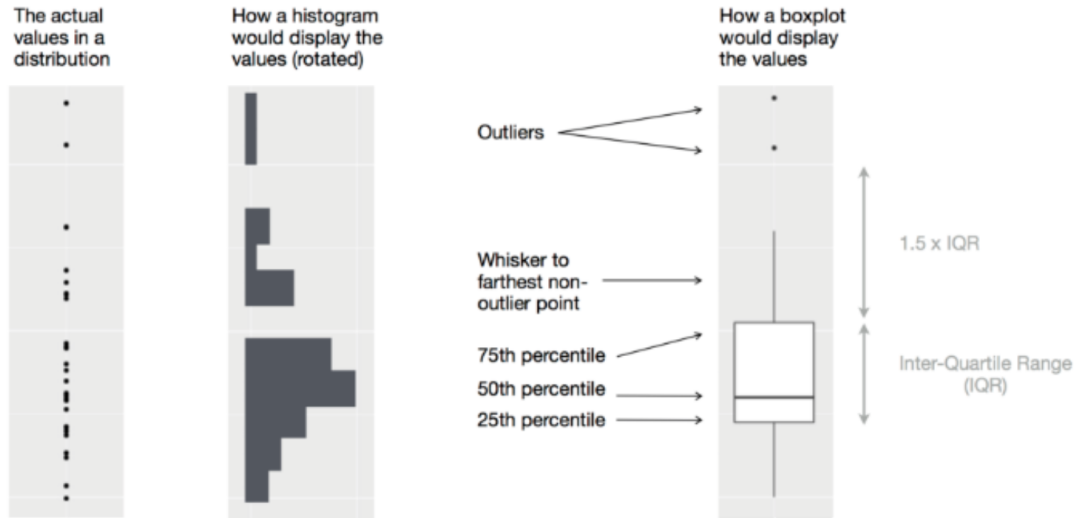 The actual
values in a
distribution
How a histogram
would display the
values (rotated)
How a boxplot
would display
the values
Outliers
1.5 x IQR
Whisker to
farthest non-
outlier point
75th percentile
Inter-Quartile Range
(IQR)
50th percentile
25th percentile